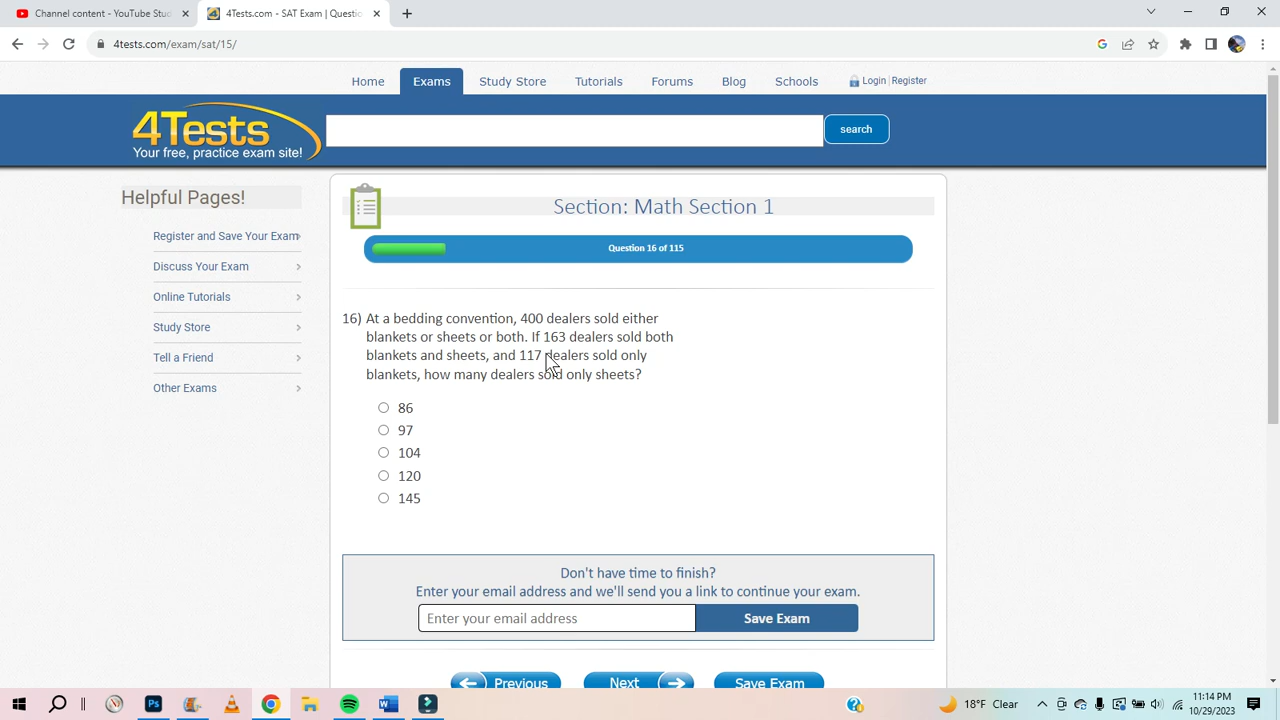 Channel content - YouTube Stud
4Tests.com - SAT Exam | Questio
4tests.com/exam/sat/15/
Home
Exams
Study Store
Tutorials
Forums
Blog
Schools
Login | Register
4Tests
Your free, practice exam site!
search
Helpful Pages!
Register and Save Your Exam
Discuss Your Exam
Online Tutorials
Study Store
Tell a Friend
Other Exams
Section: Math Section 1
Question 16 of 115
16) At a bedding convention, 400 dealers sold either
blankets or sheets or both. If 163 dealers sold both
blankets and sheets, and 117 dealers sold only
blankets, how many dealers sold only sheets?
86
97
104
120
145
Don't have time to finish?
Enter your email address and we'll send you a link to continue your exam.
Enter your email address
Save Exam
Previous
Next
Save Exam
18°F Clear
11:14 PM
10/29/2023